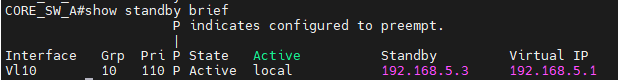 CORE_SW_A#show standby brief
P indicates configured to preempt.
|
Interface Grp Pri P State Active Standby Virtual IP
Vl10 10 110 P Active local 192.168.5.3 192.168.5.1